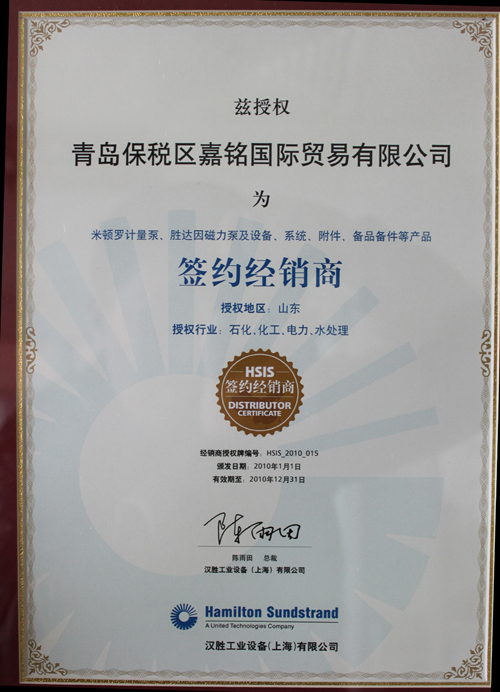 兹授权
青岛保税区嘉铭国际贸易有限公司
为
米顿罗计量泵、胜达因磁力泵及设备、系统、附件、备品备件等产品
签约经销商
授权地区：山东
授权行业：石化、化工、电力、水处理
HSIS
签约经销商
DISTRIBUTOR
CERTIFICATE
经销商授权牌编号：HSIS_2010_015
颁发日期：2010年1月1日
有效期至：2010年12月31日
陈雨田
陈雨田 总裁
汉胜工业设备（上海）有限公司
Hamilton Sundstrand
A United Technologies Company
汉胜工业设备(上海)有限公司